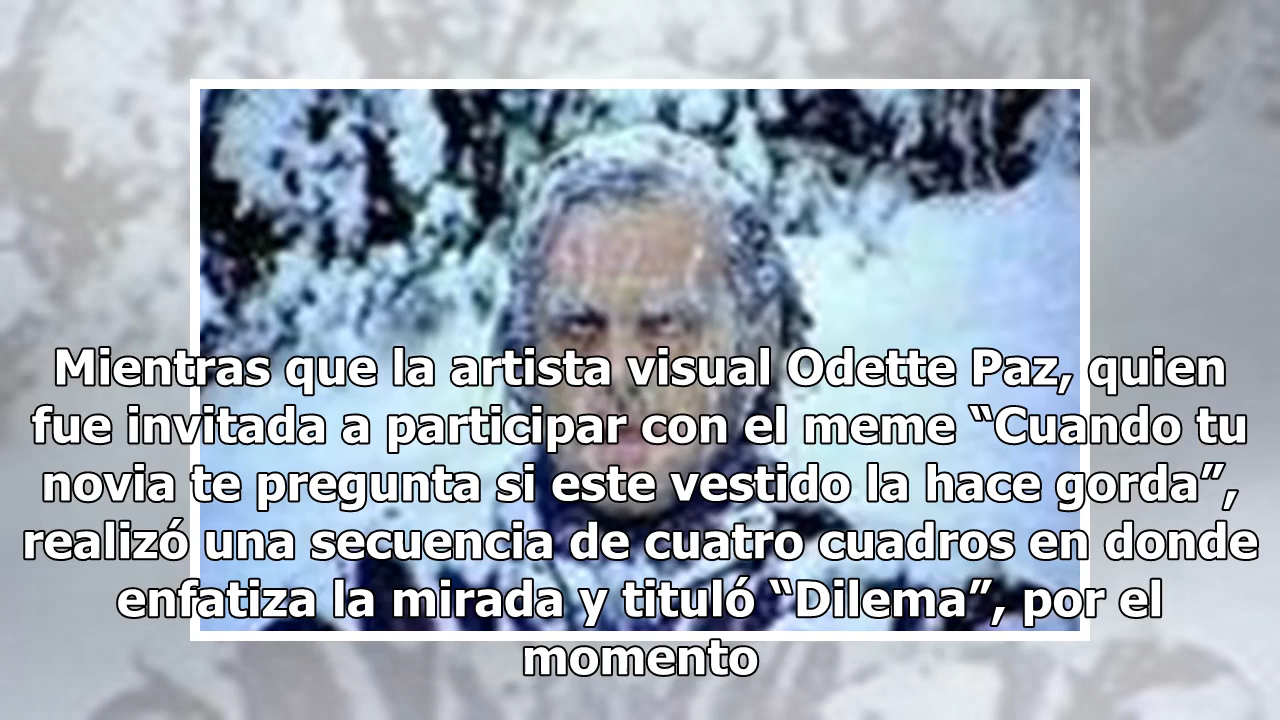 Mientras que la artista visual Odette Paz, quien
fue invitada a participar con el meme “Cuando tu
novia te pregunta si este vestido la hace gorda”,
realizó una secuencia de cuatro cuadros en donde
enfatiza la mirada y tituló “Dilema”, por el
momento